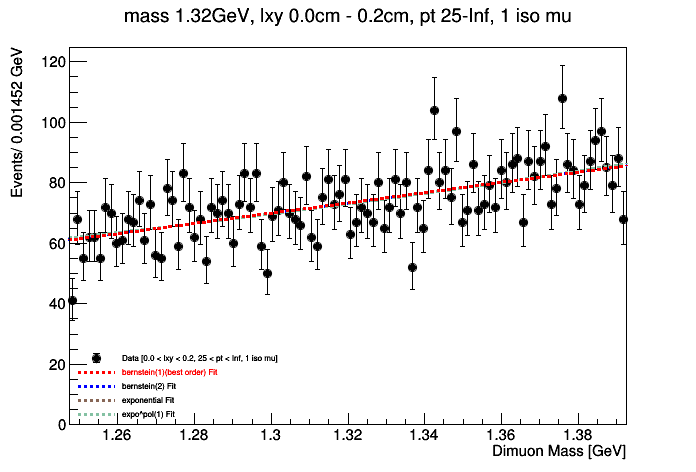 mass 1.32GeV, lxy 0.0cm - 0.2cm, pt 25-Inf, 1 iso mu
Events/ 0.001452 GeV
120
100
80
60
40
20
0
Data [0.0 < lxy < 0.2, 25 < pt < Inf, 1 iso mu]
bernstein(1)(best order) Fit
bernstein(2) Fit
exponential Fit
expo^pol(1) Fit
1.26 1.28 1.3 1.32 1.34 1.36 1.38
Dimuon Mass [GeV]